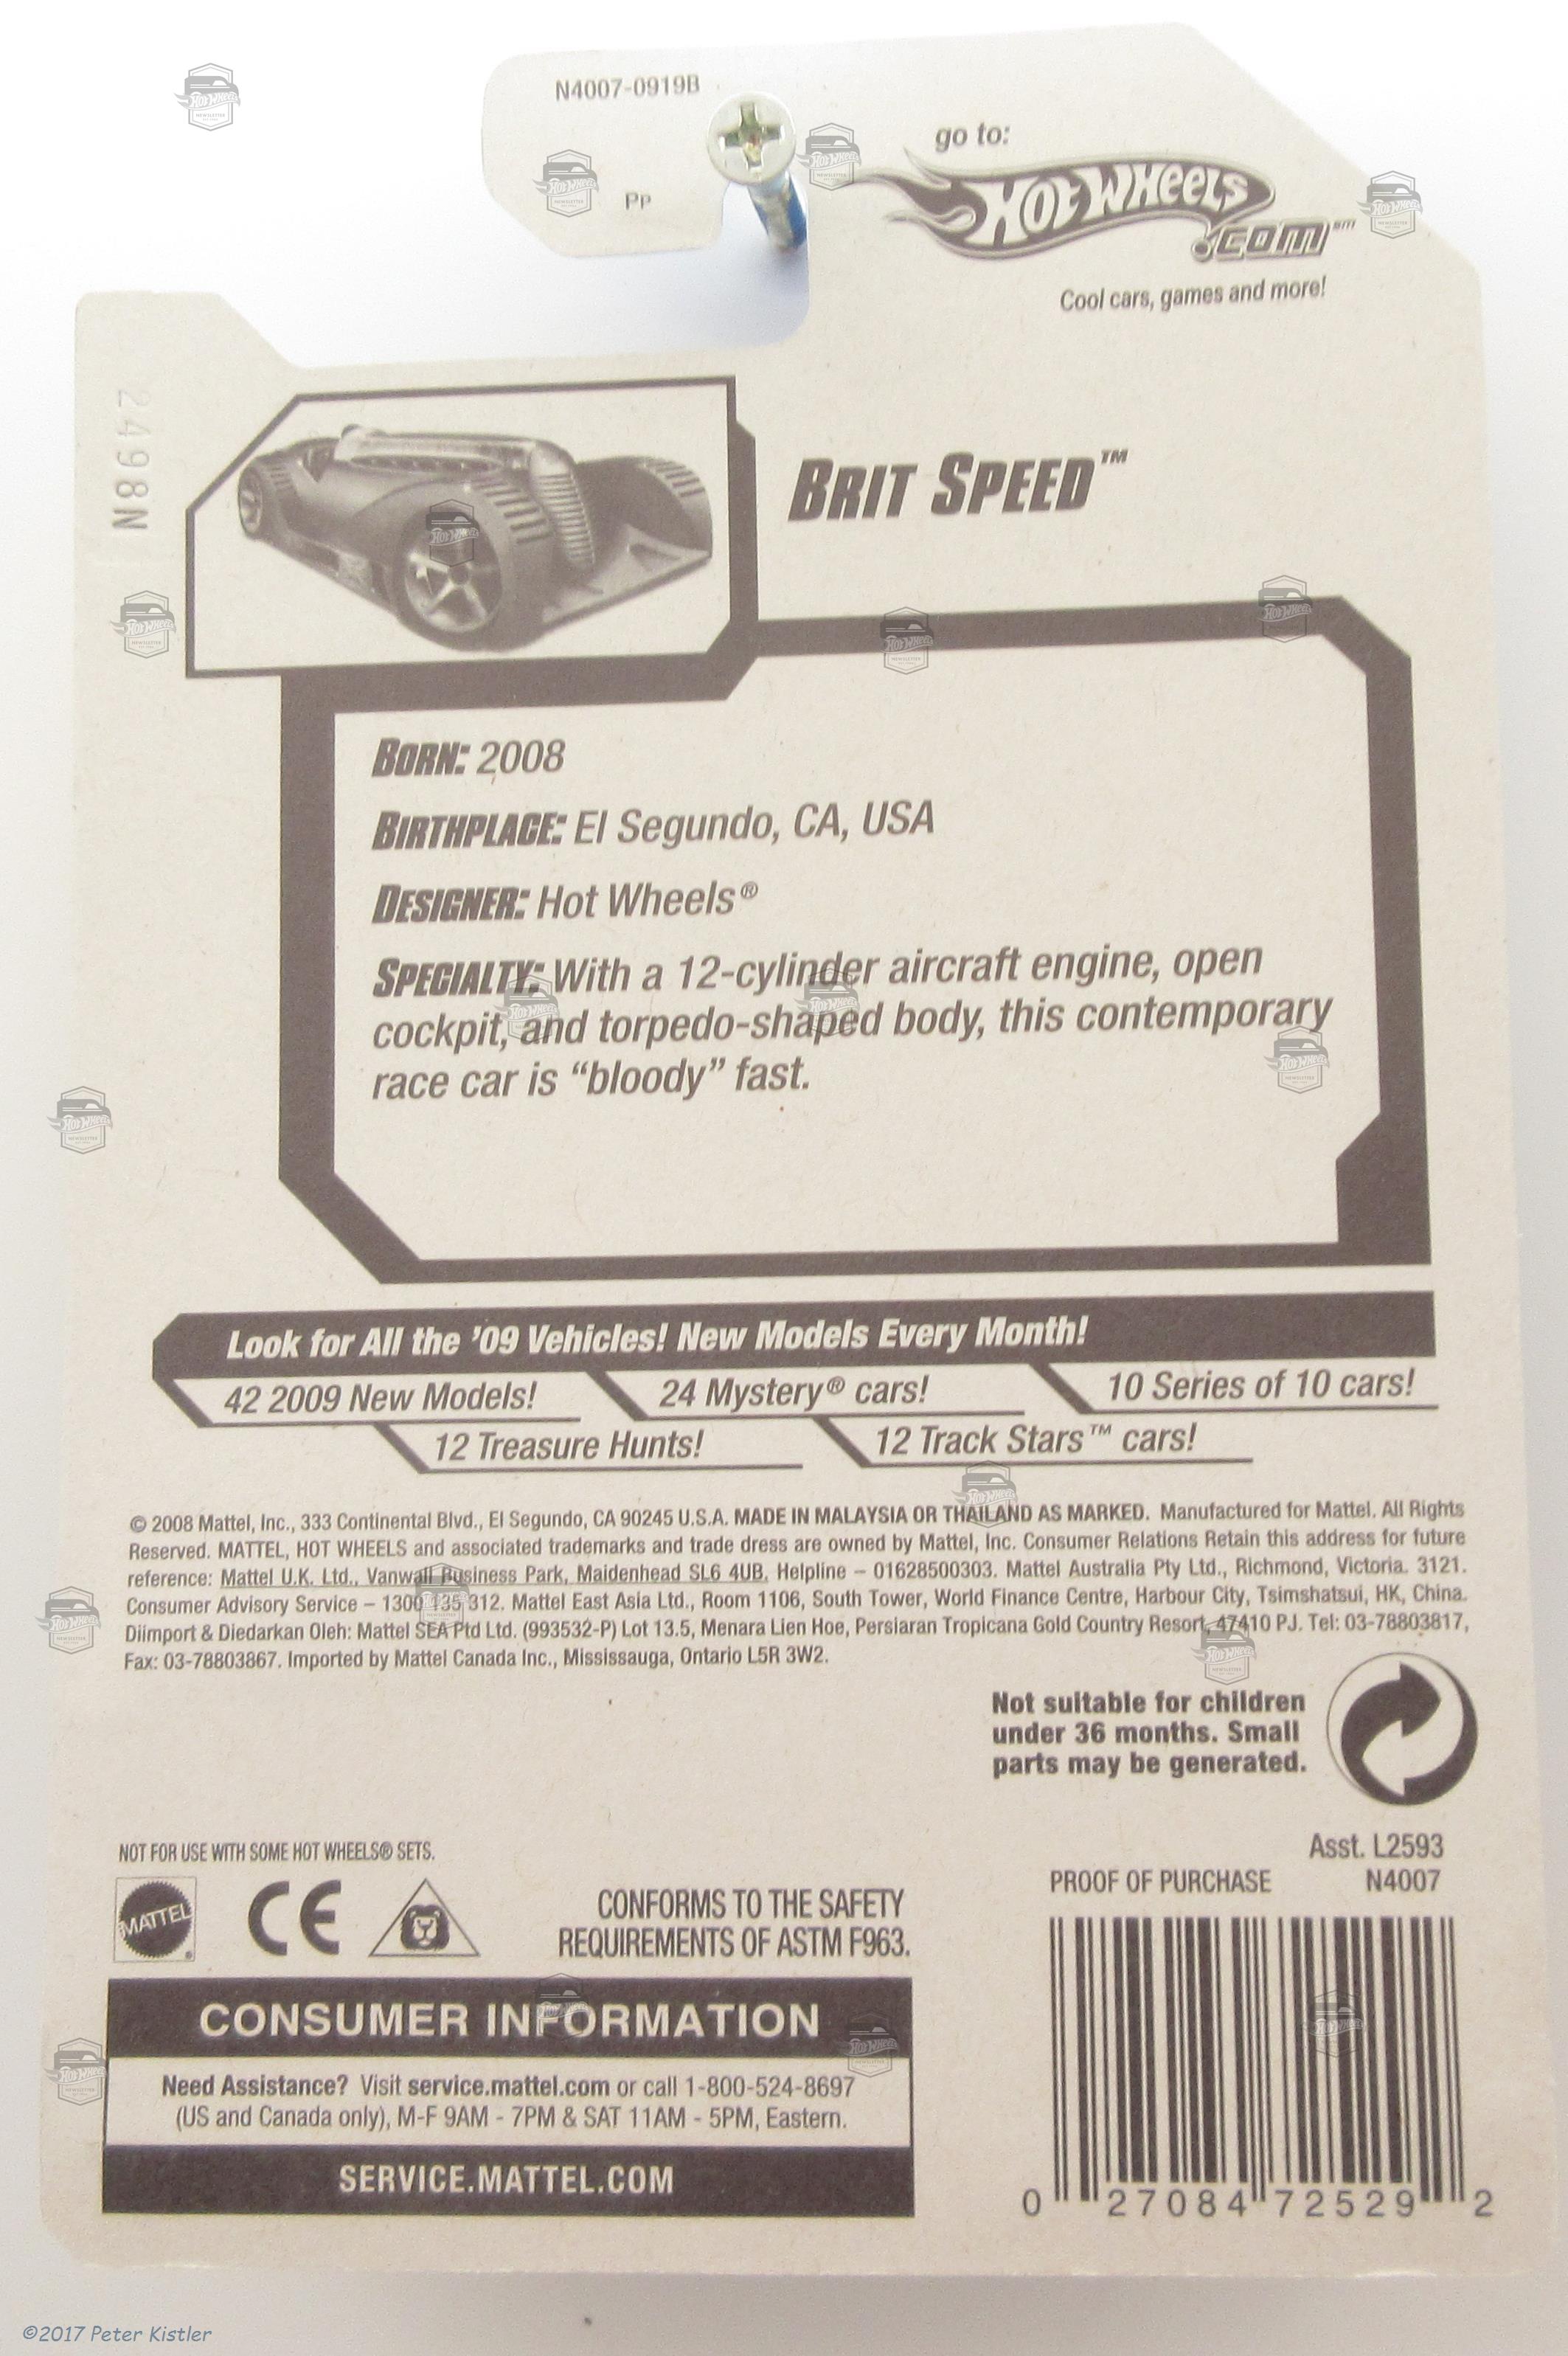 N4007-0919B
Pp
go to:
HOT WHEELS
.COM℠
Cool cars, games and more!
2498N
BRIT SPEED™
BORN: 2008
BIRTHPLACE: El Segundo, CA, USA
DESIGNER: Hot Wheels®
SPECIALTY: With a 12-cylinder aircraft engine, open
cockpit, and torpedo-shaped body, this contemporary
race car is “bloody” fast.
Look for All the ’09 Vehicles! New Models Every Month!
42 2009 New Models!
24 Mystery® cars!
10 Series of 10 cars!
12 Treasure Hunts!
12 Track Stars™ cars!
© 2008 Mattel, Inc., 333 Continental Blvd., El Segundo, CA 90245 U.S.A. MADE IN MALAYSIA OR THAILAND AS MARKED. Manufactured for Mattel. All Rights
Reserved. MATTEL, HOT WHEELS and associated trademarks and trade dress are owned by Mattel, Inc. Consumer Relations Retain this address for future
reference: Mattel U.K. Ltd., Vanwall Business Park, Maidenhead SL6 4UB. Helpline – 01628500303. Mattel Australia Pty Ltd., Richmond, Victoria. 3121.
Consumer Advisory Service – 1300 135 312. Mattel East Asia Ltd., Room 1106, South Tower, World Finance Centre, Harbour City, Tsimshatsui, HK, China.
Diimport & Diedarkan Oleh: Mattel SEA Ptd Ltd. (993532-P) Lot 13.5, Menara Lien Hoe, Persiaran Tropicana Gold Country Resort, 47410 PJ. Tel: 03-78803817,
Fax: 03-78803867. Imported by Mattel Canada Inc., Mississauga, Ontario L5R 3W2.
Not suitable for children
under 36 months. Small
parts may be generated.
NOT FOR USE WITH SOME HOT WHEELS® SETS.
Asst. L2593
PROOF OF PURCHASE N4007
MATTEL
CE
CONFORMS TO THE SAFETY
REQUIREMENTS OF ASTM F963.
CONSUMER INFORMATION
Need Assistance? Visit service.mattel.com or call 1-800-524-8697
(US and Canada only), M-F 9AM - 7PM & SAT 11AM - 5PM, Eastern.
SERVICE.MATTEL.COM
0 27084 72529 2
©2017 Peter Kistler